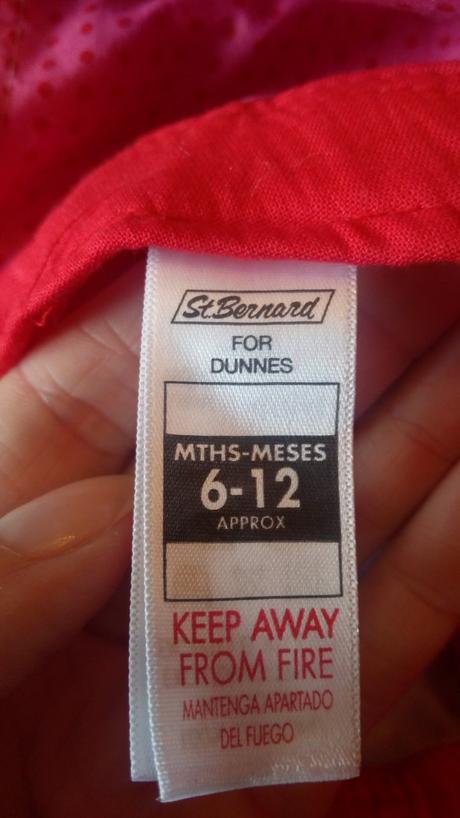 St.Bernard
FOR
DUNNES
MTHS-MESES
6-12
APPROX
KEEP AWAY
FROM FIRE
MANTENGA APARTADO
DEL FUEGO